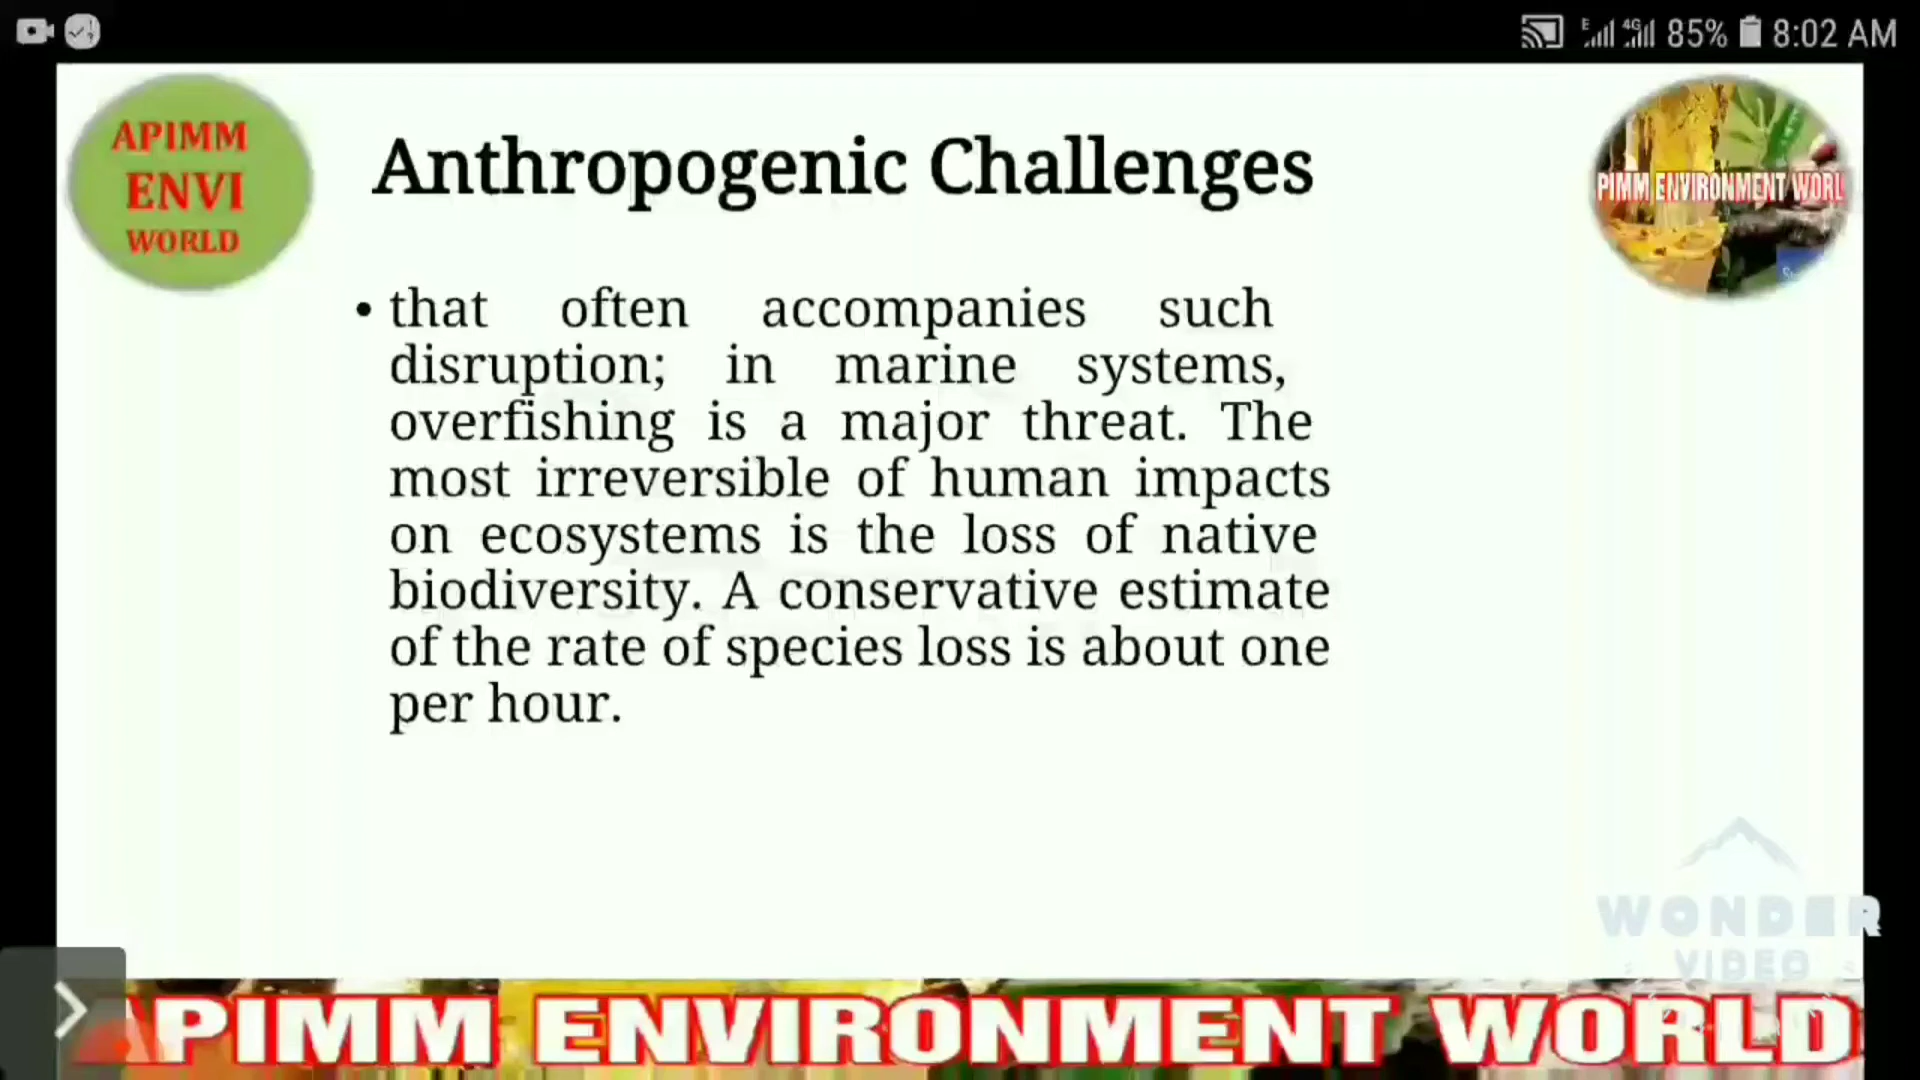 E 4G 85% 8:02 AM
APIMM
ENVI
WORLD
Anthropogenic Challenges
PIMM ENVIRONMENT WORL
• that often accompanies such
disruption; in marine systems,
overfishing is a major threat. The
most irreversible of human impacts
on ecosystems is the loss of native
biodiversity. A conservative estimate
of the rate of species loss is about one
per hour.
WONDER
VIDEO
APIMM ENVIRONMENT WORLD